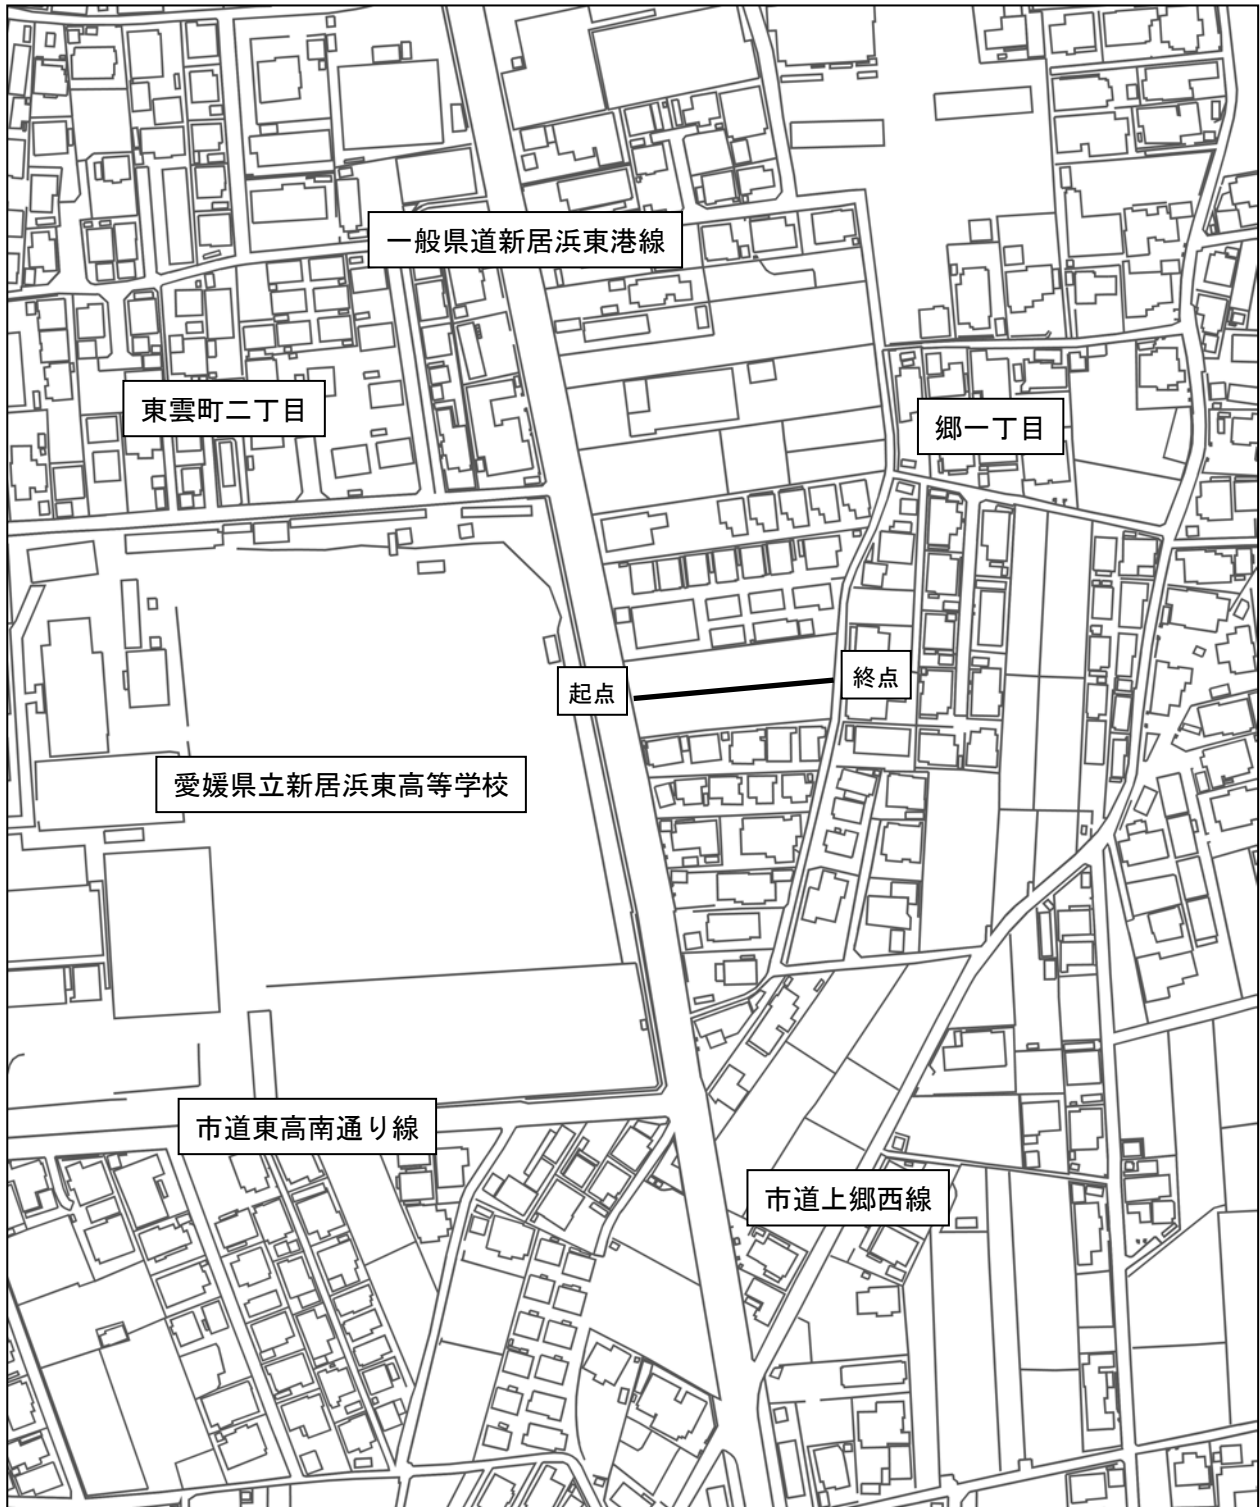 一般県道新居浜東港線
東雲町二丁目
郷一丁目
起点
終点
愛媛県立新居浜東高等学校
市道東高南通り線
市道上郷西線